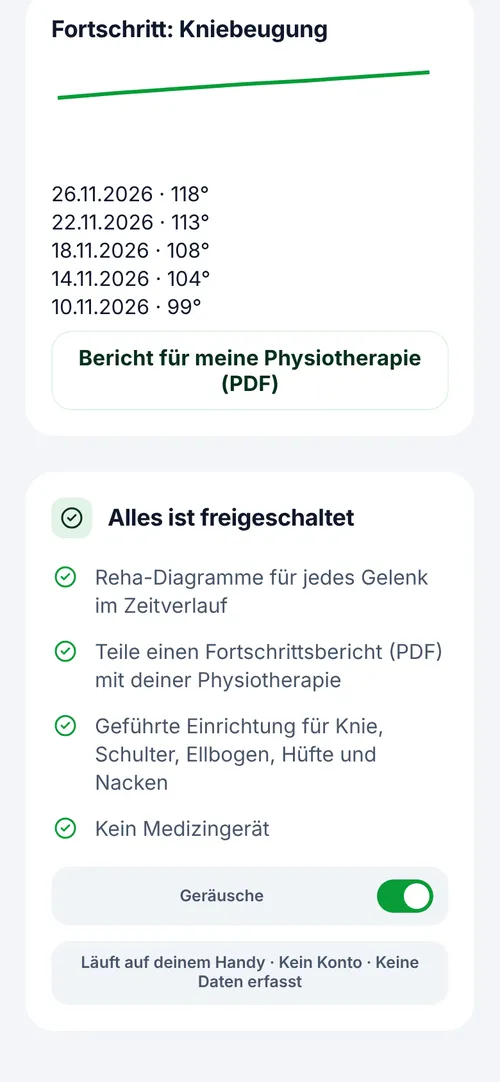 Fortschritt: Kniebeugung
26.11.2026 · 118°
22.11.2026 · 113°
18.11.2026 · 108°
14.11.2026 · 104°
10.11.2026 · 99°
Bericht für meine Physiotherapie
(PDF)
Alles ist freigeschaltet
Reha-Diagramme für jedes Gelenk
im Zeitverlauf
Teile einen Fortschrittsbericht (PDF)
mit deiner Physiotherapie
Geführte Einrichtung für Knie,
Schulter, Ellbogen, Hüfte und
Nacken
Kein Medizingerät
Geräusche
Läuft auf deinem Handy · Kein Konto · Keine
Daten erfasst